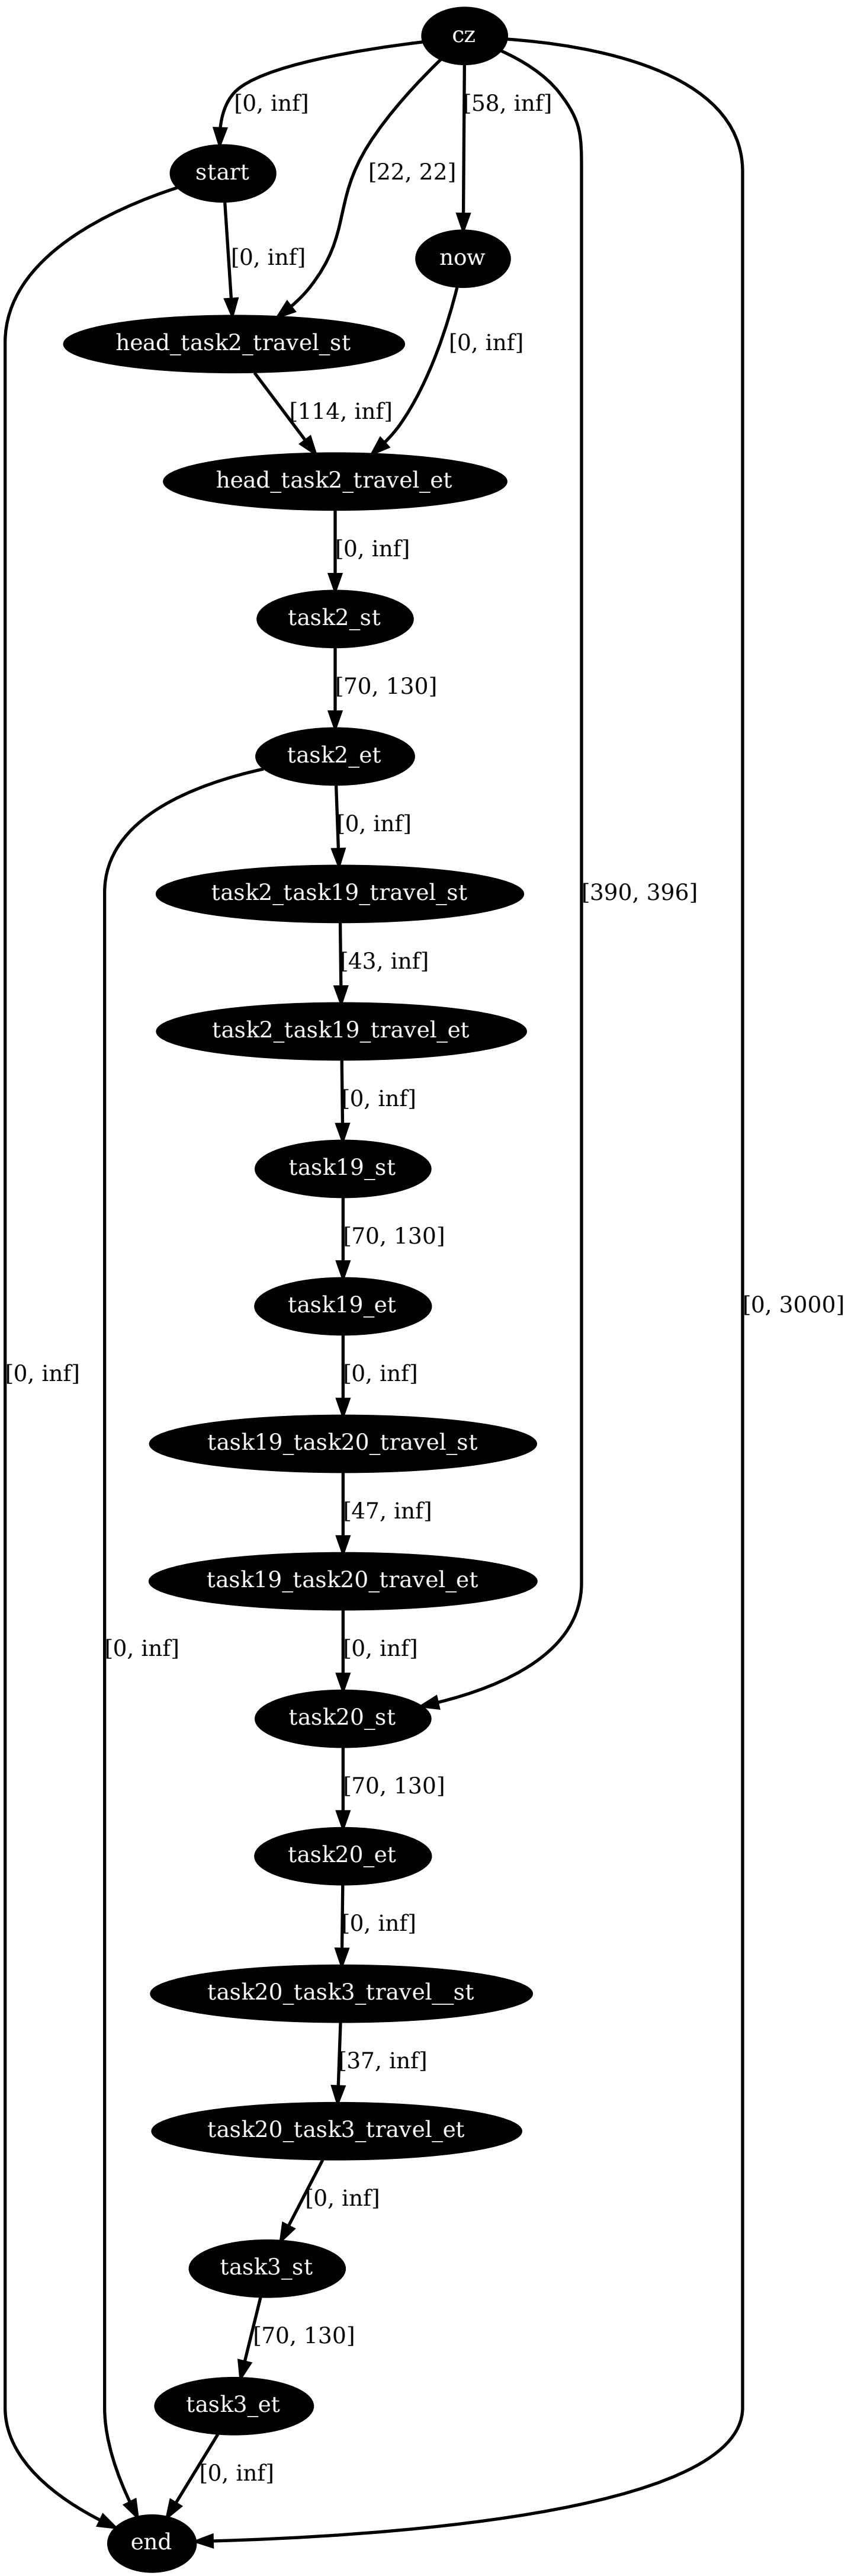 cz
[0, inf]
[58, inf]
start
[22, 22]
now
[0, inf]
[0, inf]
head_task2_travel_st
[114, inf]
head_task2_travel_et
[0, inf]
task2_st
[70, 130]
task2_et
[0, inf]
task2_task19_travel_st
[390, 396]
[43, inf]
task2_task19_travel_et
[0, inf]
task19_st
[70, 130]
task19_et
[0, 3000]
[0, inf]
[0, inf]
task19_task20_travel_st
[47, inf]
task19_task20_travel_et
[0, inf]
[0, inf]
task20_st
[70, 130]
task20_et
[0, inf]
task20_task3_travel__st
[37, inf]
task20_task3_travel_et
[0, inf]
task3_st
[70, 130]
task3_et
[0, inf]
end